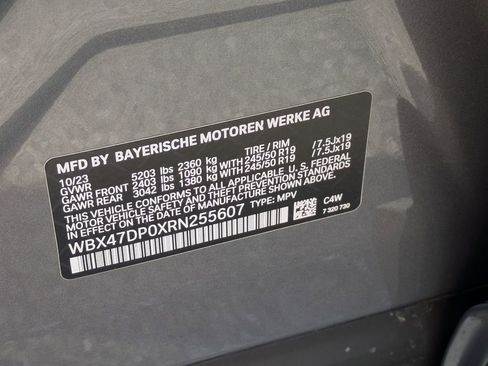 MFD BY BAYERISCHE MOTOREN WERKE AG
10/23 TIRE / RIM
GVWR 5203 lbs 2360 kg
GAWR FRONT 2403 lbs 1090 kg WITH 245/50 R19 /7.5Jx19
GAWR REAR 3042 lbs 1380 kg WITH 245/50 R19 /7.5Jx19
THIS VEHICLE CONFORMS TO ALL APPLICABLE U.S. FEDERAL
MOTOR VEHICLE SAFETY AND THEFT PREVENTION STANDARDS
IN EFFECT ON THE DATE OF MANUFACTURE SHOWN ABOVE.
WBX47DP0XRN255607 TYPE: MPV
C4W
7 320 730